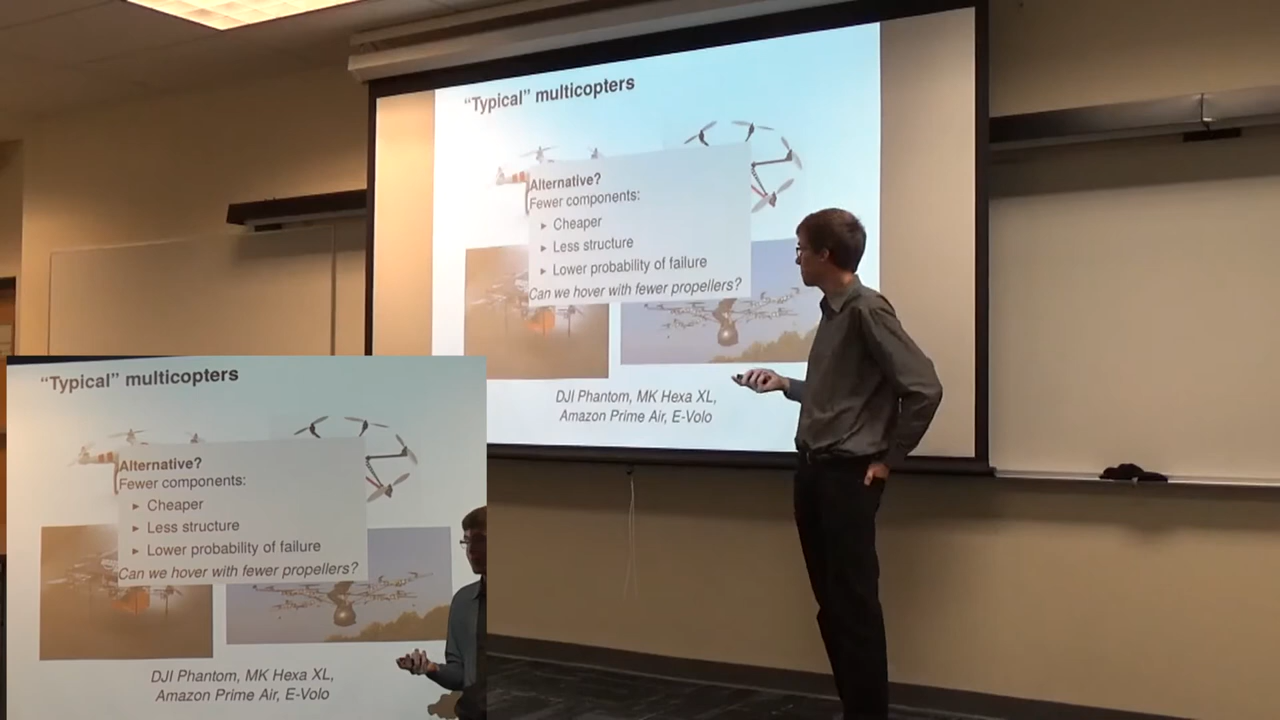 “Typical” multicopters
Alternative?
Fewer components:
▸ Cheaper
▸ Less structure
▸ Lower probability of failure
Can we hover with fewer propellers?
DJI Phantom, MK Hexa XL,
Amazon Prime Air, E-Volo
“Typical” multicopters
Alternative?
Fewer components:
▸ Cheaper
▸ Less structure
▸ Lower probability of failure
Can we hover with fewer propellers?
DJI Phantom, MK Hexa XL,
Amazon Prime Air, E-Volo